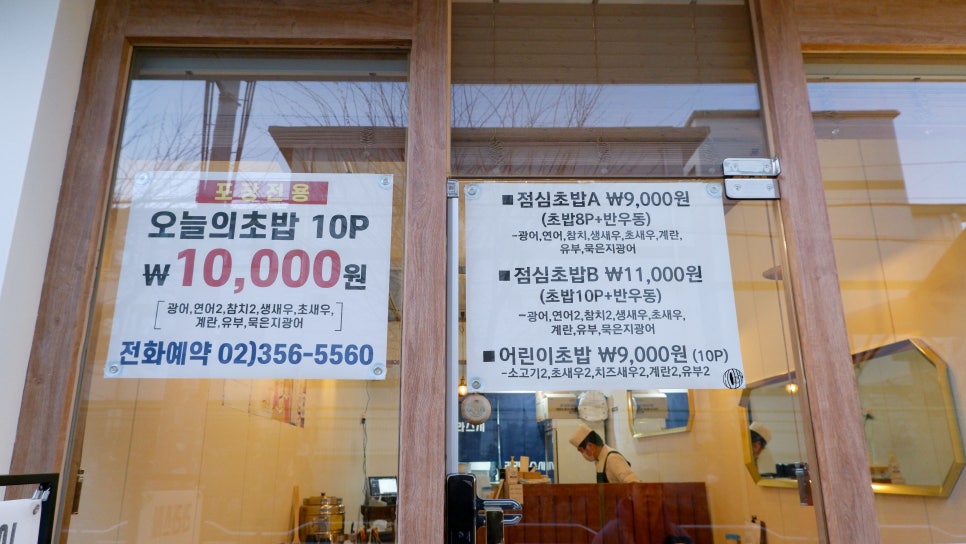 포장전용
오늘의초밥 10P
₩10,000원
[광어,연어2,참치2,생새우,초새우,
계란,유부,묵은지광어]
전화예약 02)356-5560
■점심초밥A ₩9,000원
(초밥8P+반우동)
-광어,연어,참치,생새우,초새우,계란,
유부,묵은지광어
■점심초밥B ₩11,000원
(초밥10P+반우동)
-광어,연어2,참치2,생새우,초새우,
계란,유부,묵은지광어
■어린이초밥 ₩9,000원 (10P)
-소고기2,초새우2,치즈새우2,계란2,유부2